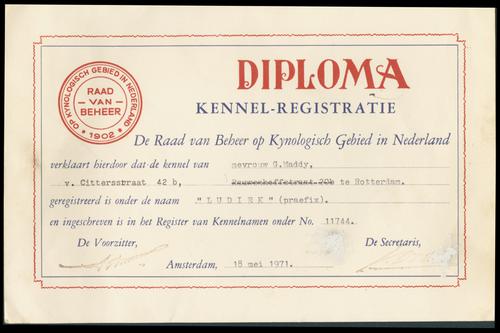 OP KYNOLOGISCH GEBIED IN NEDERLAND
RAAD
VAN
BEHEER
1902
DIPLOMA
KENNEL-REGISTRATIE
De Raad van Beheer op Kynologisch Gebied in Nederland
verklaart hierdoor dat de kennel van mevrouw G.Maddy,
v. Cittersstraat 42 b, te Rotterdam.
geregistreerd is onder de naam "LUDIEK" (praefix).
en ingeschreven is in het Register van Kennelnamen onder No. 11744.
De Voorzitter, De Secretaris,
Amsterdam, 18 mei 1971.